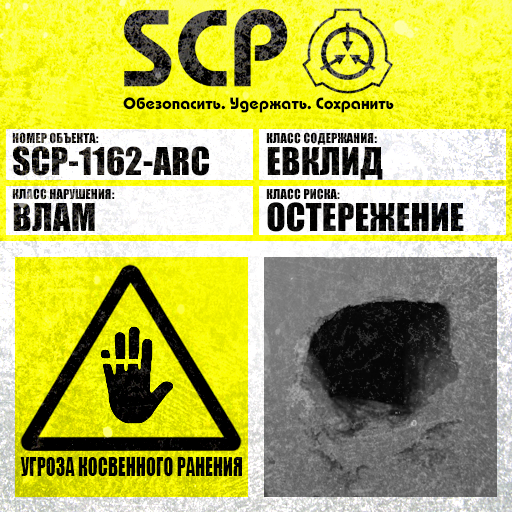 SCP
Обезопасить. Удержать. Сохранить
НОМЕР ОБЪЕКТА:
SCP-1162-ARC
КЛАСС СОДЕРЖАНИЯ:
ЕВКЛИД
КЛАСС НАРУШЕНИЯ:
ВЛАМ
КЛАСС РИСКА:
ОСТЕРЕЖЕНИЕ
УГРОЗА КОСВЕННОГО РАНЕНИЯ